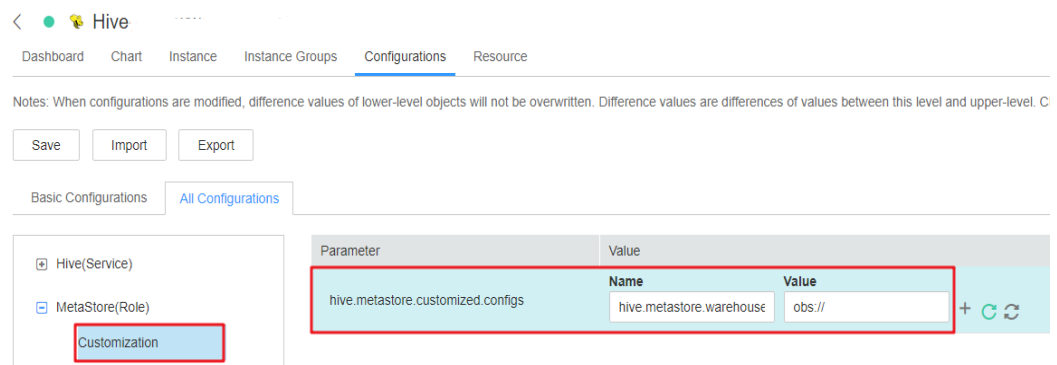 Hive
Dashboard Chart Instance Instance Groups Configurations Resource
Notes: When configurations are modified, difference values of lower-level objects will not be overwritten. Difference values are differences of values between this level and upper-level. C
Save Import Export
Basic Configurations All Configurations
Parameter Value
Hive(Service)
Name Value
hive.metastore.customized.configs hive.metastore.warehouse obs://
MetaStore(Role)
Customization